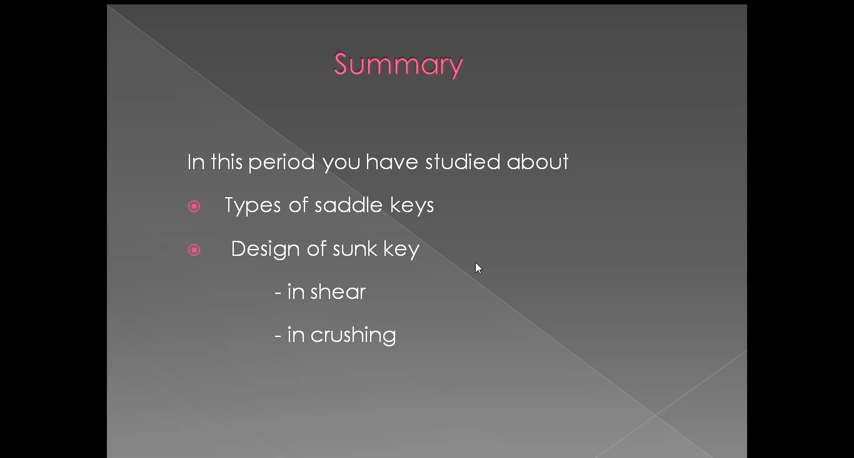 Summary
In this period you have studied about
Types of saddle keys
Design of sunk key
- in shear
- in crushing